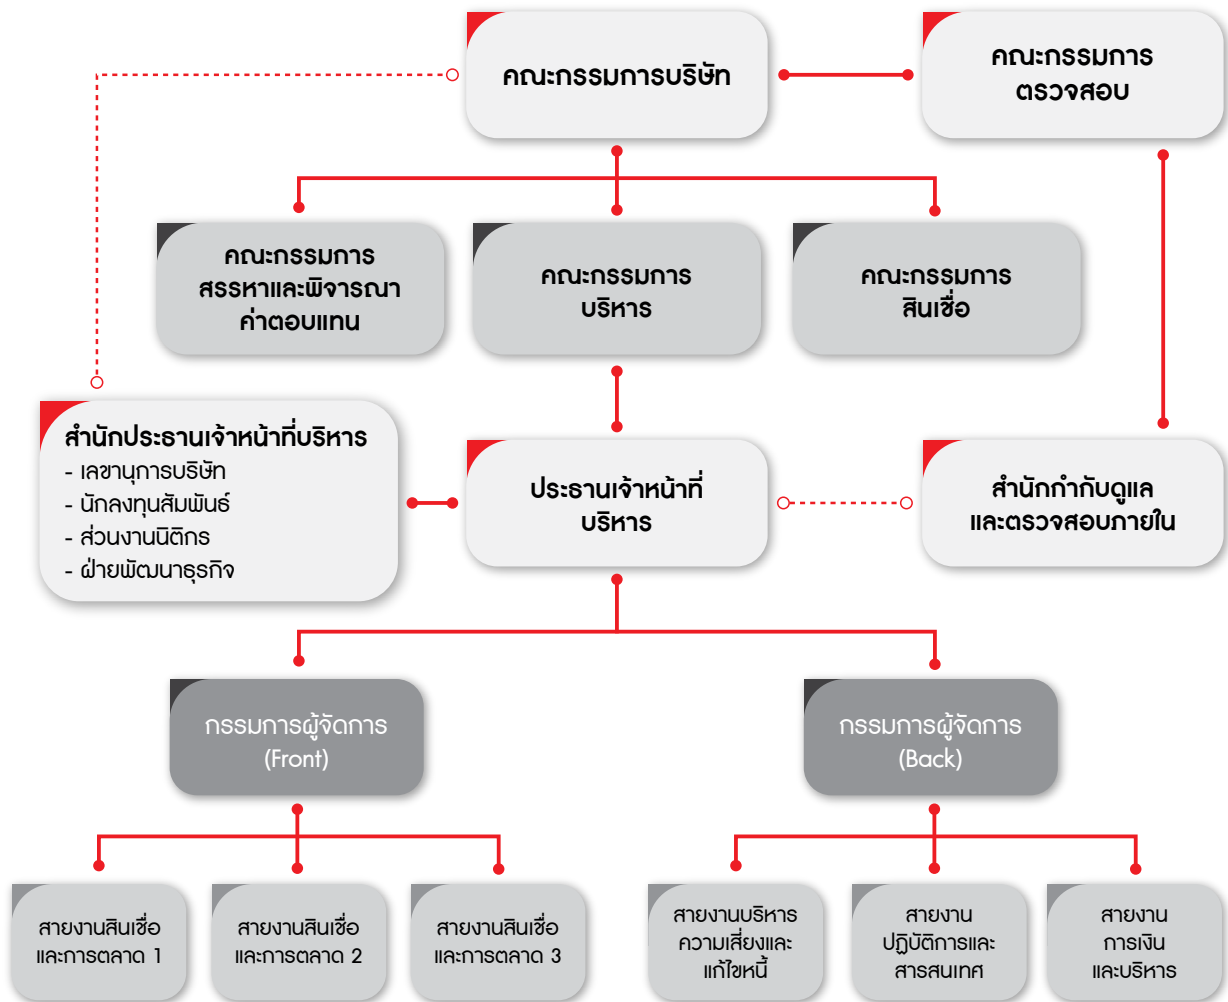 คณะกรรมการบริษัท
คณะกรรมการ
ตรวจสอบ
คณะกรรมการ
สรรหาและพิจารณา
ค่าตอบแทน
คณะกรรมการ
บริหาร
คณะกรรมการ
สินเชื่อ
สำนักประธานเจ้าหน้าที่บริหาร
- เลขานุการบริษัท
- นักลงทุนสัมพันธ์
- ส่วนงานนิติกร
- ฝ่ายพัฒนาธุรกิจ
ประธานเจ้าหน้าที่
บริหาร
สำนักกำกับดูแล
และตรวจสอบภายใน
กรรมการผู้จัดการ
(Front)
กรรมการผู้จัดการ
(Back)
สายงานสินเชื่อ
และการตลาด 1
สายงานสินเชื่อ
และการตลาด 2
สายงานสินเชื่อ
และการตลาด 3
สายงานบริหาร
ความเสี่ยงและ
แก้ไขหนี้
สายงาน
ปฏิบัติการและ
สารสนเทศ
สายงาน
การเงิน
และบริหาร